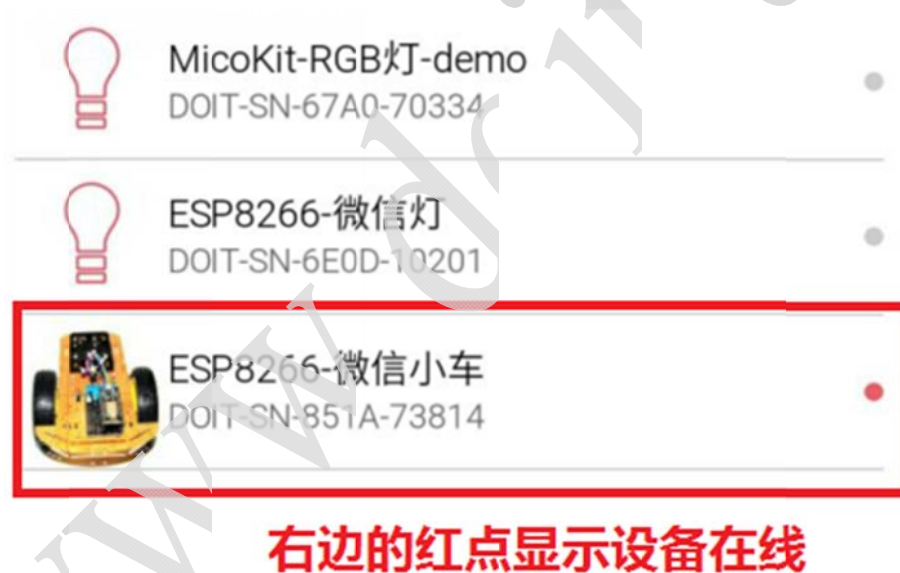 MicoKit-RGB灯-demo
DOIT-SN-67A0-70334
ESP8266-微信灯
DOIT-SN-6E0D-10201
ESP8266-微信小车
DOIT-SN-851A-73814
右边的红点显示设备在线